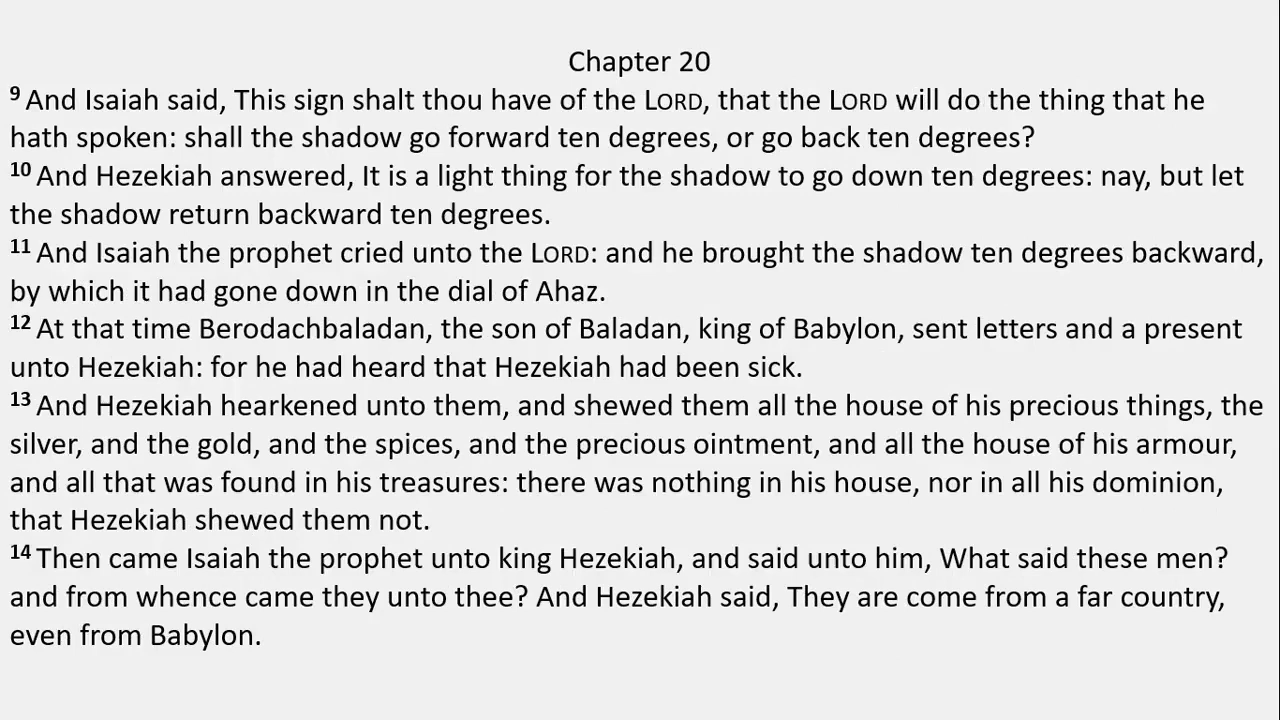 Chapter 20
9 And Isaiah said, This sign shalt thou have of the LORD, that the LORD will do the thing that he
hath spoken: shall the shadow go forward ten degrees, or go back ten degrees?
10 And Hezekiah answered, It is a light thing for the shadow to go down ten degrees: nay, but let
the shadow return backward ten degrees.
11 And Isaiah the prophet cried unto the LORD: and he brought the shadow ten degrees backward,
by which it had gone down in the dial of Ahaz.
12 At that time Berodachbaladan, the son of Baladan, king of Babylon, sent letters and a present
unto Hezekiah: for he had heard that Hezekiah had been sick.
13 And Hezekiah hearkened unto them, and shewed them all the house of his precious things, the
silver, and the gold, and the spices, and the precious ointment, and all the house of his armour,
and all that was found in his treasures: there was nothing in his house, nor in all his dominion,
that Hezekiah shewed them not.
14 Then came Isaiah the prophet unto king Hezekiah, and said unto him, What said these men?
and from whence came they unto thee? And Hezekiah said, They are come from a far country,
even from Babylon.